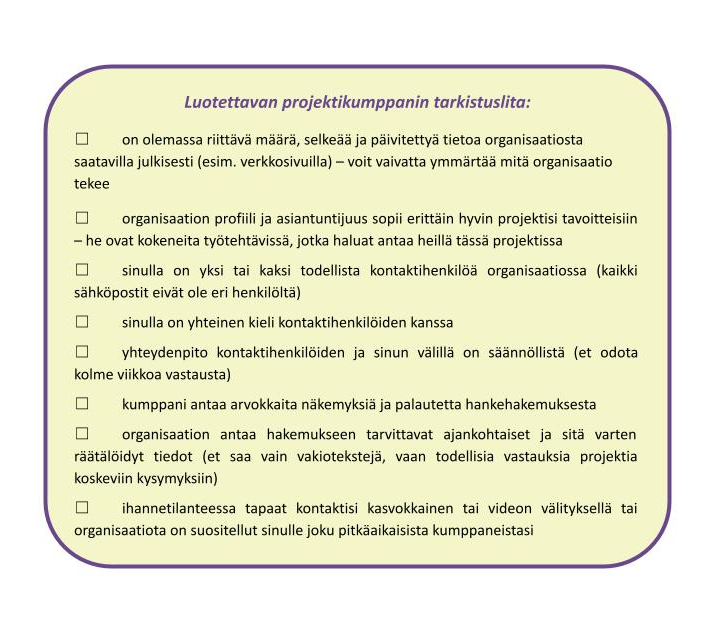 Luotettavan projektikumppanin tarkistuslita:
☐ on olemassa riittävä määrä, selkeää ja päivitettyä tietoa organisaatiosta
saatavilla julkisesti (esim. verkkosivuilla) – voit vaivatta ymmärtää mitä organisaatio
tekee
☐ organisaation profiili ja asiantuntijuus sopii erittäin hyvin projektisi tavoitteisiin
– he ovat kokeneita työtehtävissä, jotka haluat antaa heillä tässä projektissa
☐ sinulla on yksi tai kaksi todellista kontaktihenkilöä organisaatiossa (kaikki
sähköpostit eivät ole eri henkilöltä)
☐ sinulla on yhteinen kieli kontaktihenkilöiden kanssa
☐ yhteydenpito kontaktihenkilöiden ja sinun välillä on säännöllistä (et odota
kolme viikkoa vastausta)
☐ kumppani antaa arvokkaita näkemyksiä ja palautetta hankehakemuksesta
☐ organisaation antaa hakemukseen tarvittavat ajankohtaiset ja sitä varten
räätälöidyt tiedot (et saa vain vakiotekstejä, vaan todellisia vastauksia projektia
koskeviin kysymyksiin)
☐ ihannetilanteessa tapaat kontaktisi kasvokkainen tai videon välityksellä tai
organisaatiota on suositellut sinulle joku pitkäaikaisista kumppaneistasi